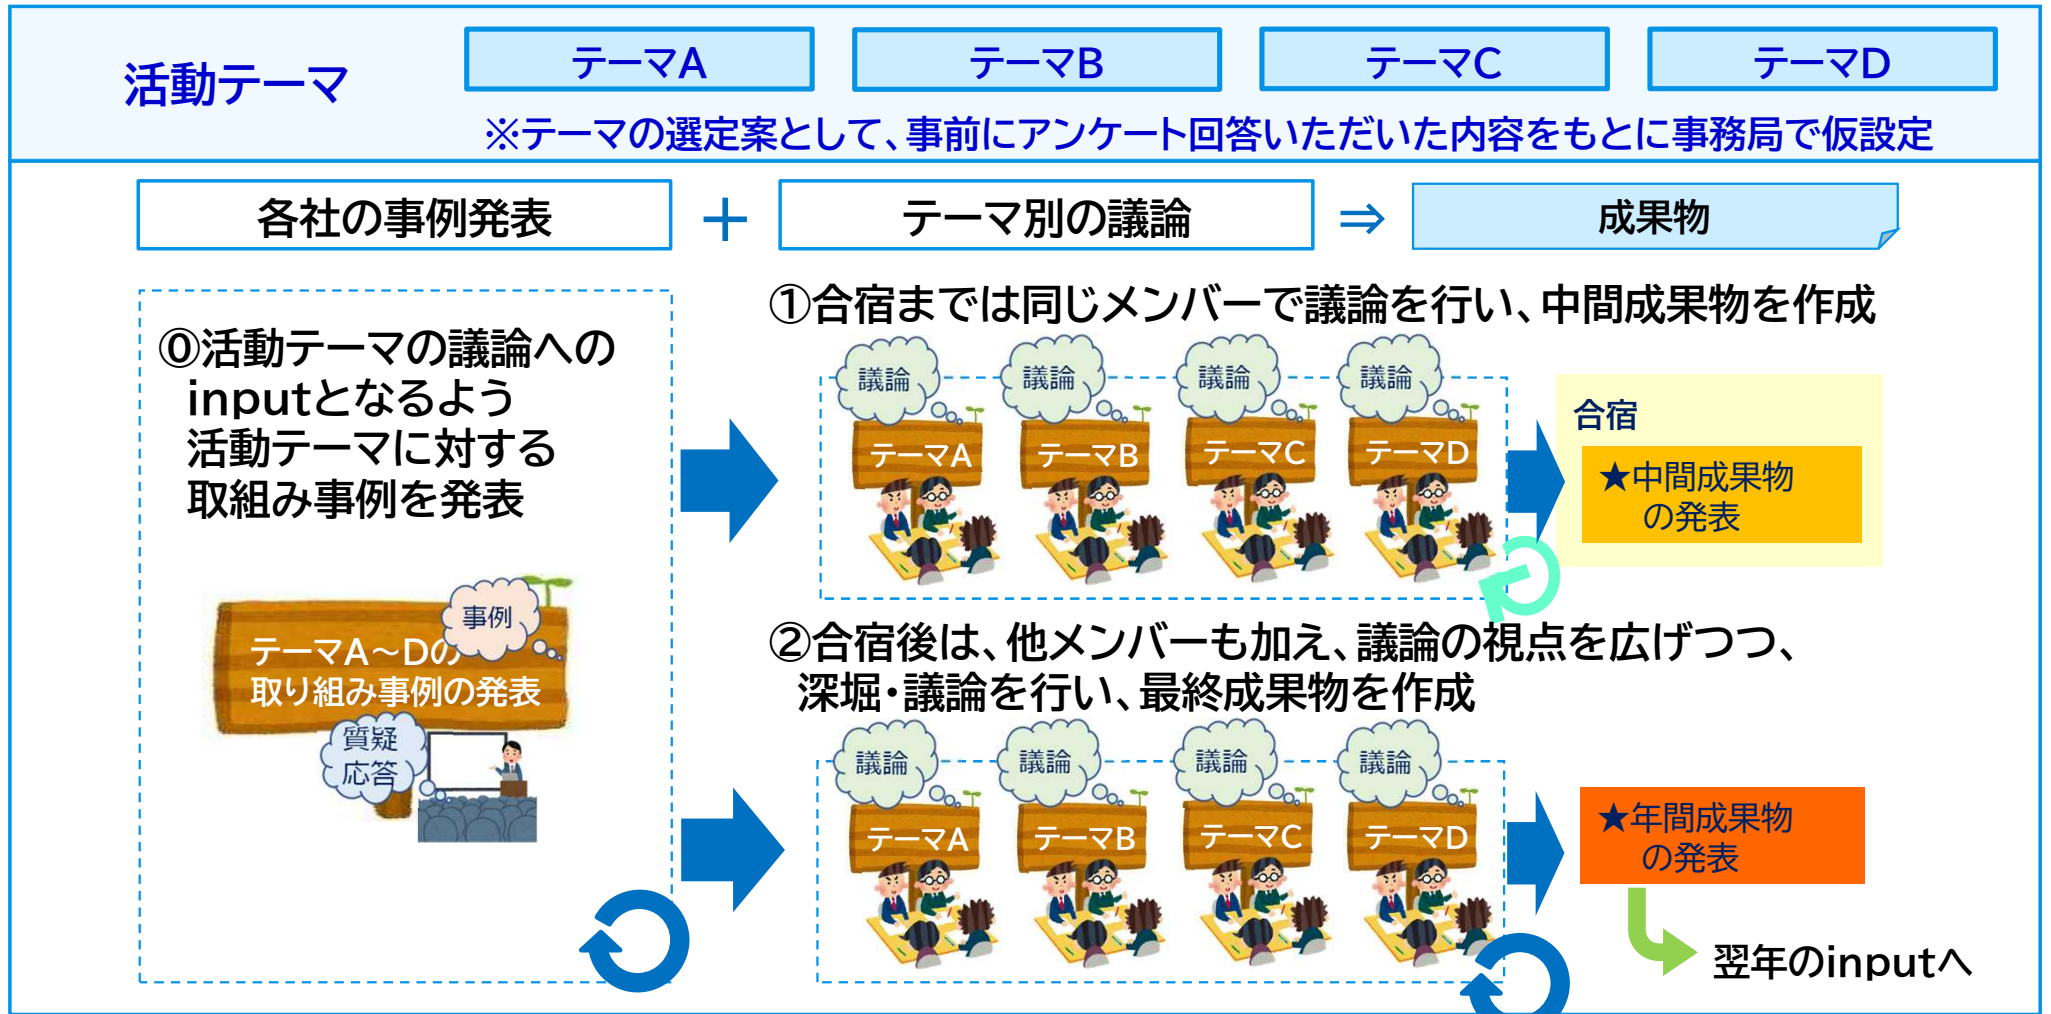 活動テーマ
テーマA
テーマB
テーマC
テーマD
※テーマの選定案として、事前にアンケート回答いただいた内容をもとに事務局で仮設定
各社の事例発表
＋
テーマ別の議論
⇒
成果物
⓪活動テーマの議論への
inputとなるよう
活動テーマに対する
取組み事例を発表
事例
テーマA～Dの
取り組み事例の発表
質疑
応答
①合宿までは同じメンバーで議論を行い、中間成果物を作成
議論
議論
議論
議論
テーマA
テーマB
テーマC
テーマD
合宿
★中間成果物
の発表
②合宿後は、他メンバーも加え、議論の視点を広げつつ、
深堀・議論を行い、最終成果物を作成
議論
議論
議論
議論
テーマA
テーマB
テーマC
テーマD
★年間成果物
の発表
翌年のinputへ